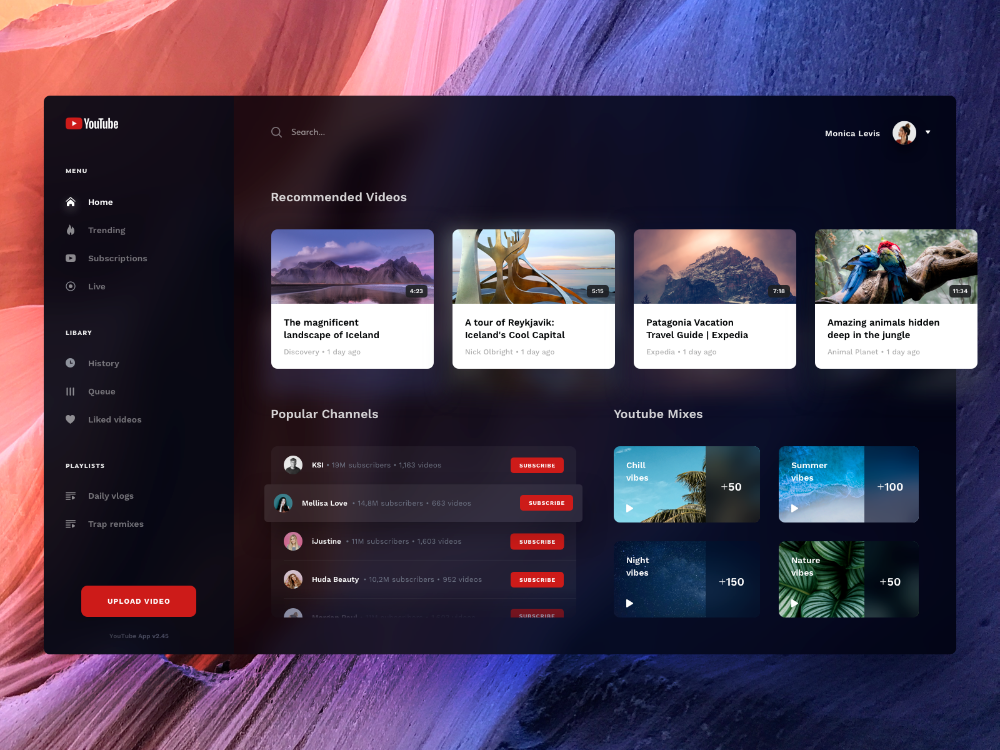 YouTube
MENU
Home
Trending
Subscriptions
Live
LIBARY
History
Queue
Liked videos
PLAYLISTS
Daily vlogs
Trap remixes
UPLOAD VIDEO
YouTube App v2.40
Search...
Monica Levis
Recommended Videos
4:23
The magnificent
landscape of Iceland
Discovery • 1 day ago
5:15
A tour of Reykjavik:
Iceland's Cool Capital
Nick Olbright • 1 day ago
7:18
Patagonia Vacation
Travel Guide | Expedia
Expedia • 1 day ago
11:34
Amazing animals hidden
deep in the jungle
Animal Planet • 1 day ago
Popular Channels
KSI • 19M subscribers • 1,163 videos SUBSCRIBE
Mellisa Love • 14,8M subscribers • 663 videos SUBSCRIBE
iJustine • 11M subscribers • 1,603 videos SUBSCRIBE
Huda Beauty • 10,2M subscribers • 952 videos SUBSCRIBE
SUBSCRIBE
Youtube Mixes
Chill
vibes
+50
Summer
vibes
+100
Night
vibes
+150
Nature
vibes
+50